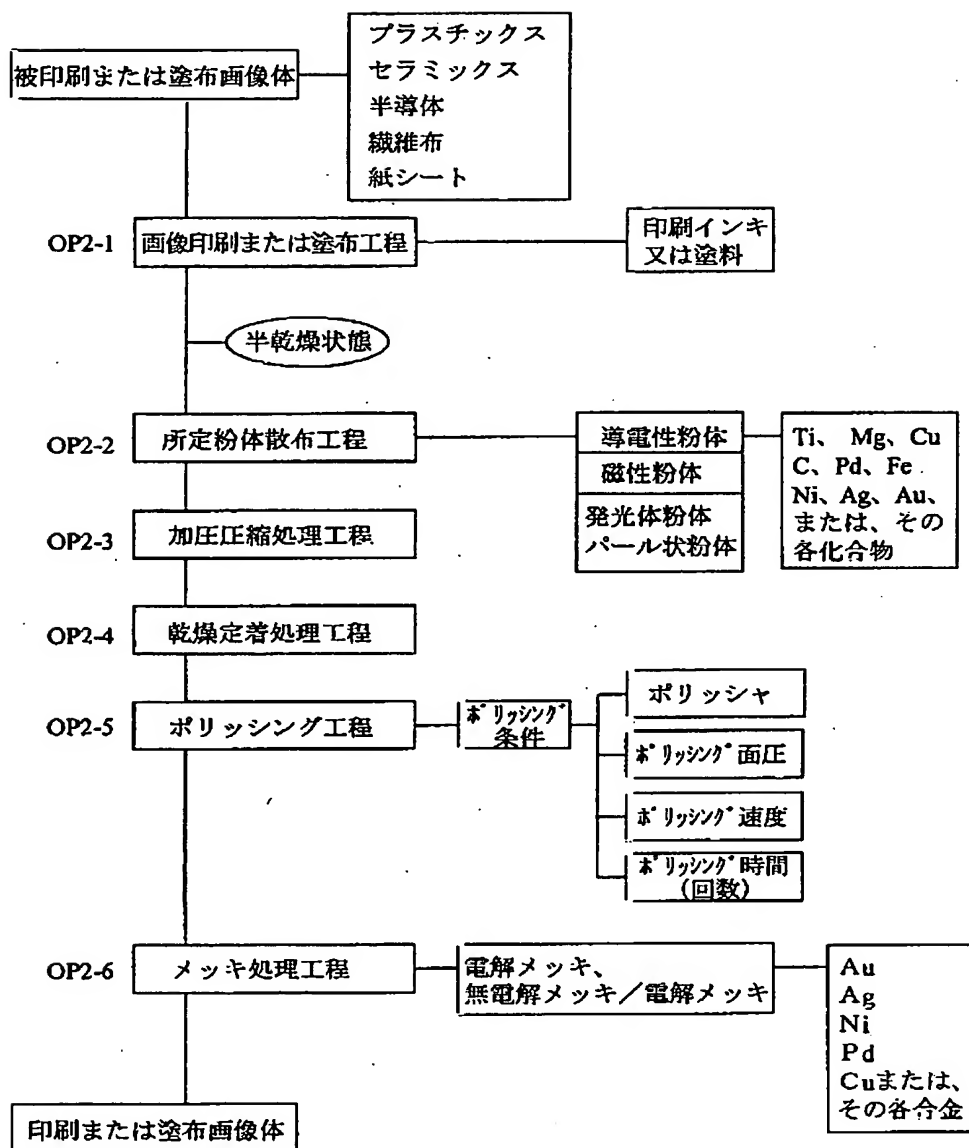 被印刷または塗布画像体
プラスチックス
セラミックス
半導体
繊維布
紙シート
OP2-1
画像印刷または塗布工程
印刷インキ
又は塗料
半乾燥状態
OP2-2
所定粉体散布工程
導電性粉体
磁性粉体
発光体粉体
パール状粉体
Ti、 Mg、Cu
C、Pd、Fe
Ni、Ag、Au、
または、その
各化合物
OP2-3
加圧圧縮処理工程
OP2-4
乾燥定着処理工程
OP2-5
ポリッシング工程
ポリッシング
条件
ポリッシャ
ポリッシング面圧
ポリッシング速度
ポリッシング時間
(回数)
OP2-6
メッキ処理工程
電解メッキ、
無電解メッキ/電解メッキ
Au
Ag
Ni
Pd
Cuまたは、
その各合金
印刷または塗布画像体